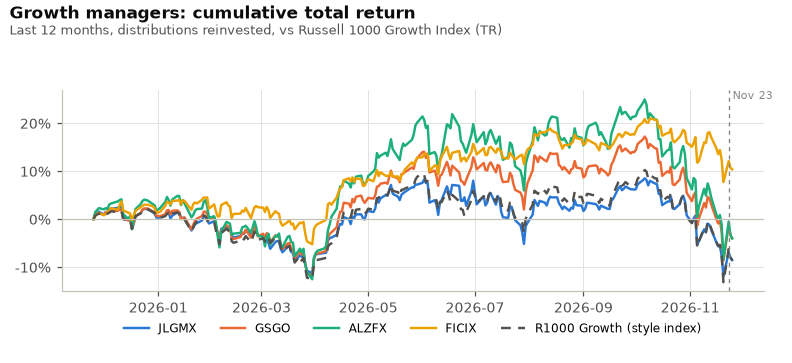 Growth managers: cumulative total return
Last 12 months, distributions reinvested, vs Russell 1000 Growth Index (TR)
Nov 23
20%
10%
0%
-10%
2026-01
2026-03
2026-05
2026-07
2026-09
2026-11
JLGMX
GSGO
ALZFX
FICIX
R1000 Growth (style index)